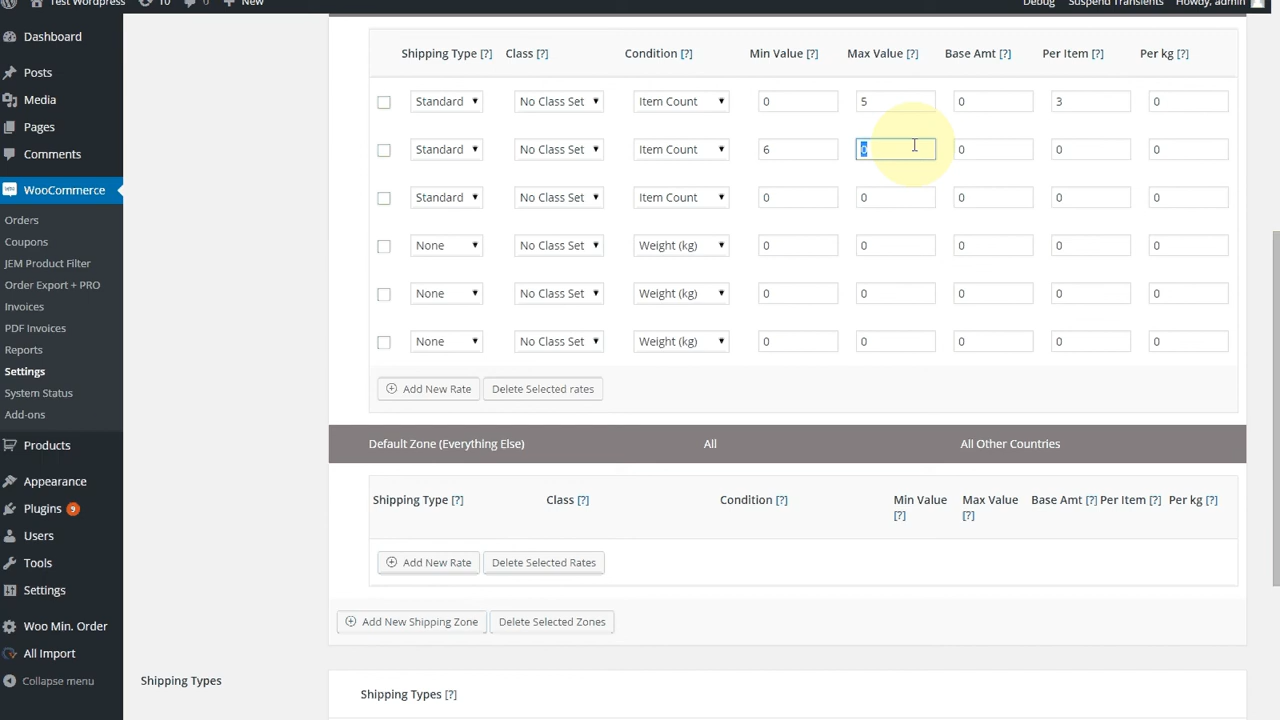 Test Wordpress 10 0 New Debug Suspend Transients Howdy, admin
Dashboard
Posts
Media
Pages
Comments
WooCommerce
Orders
Coupons
JEM Product Filter
Order Export + PRO
Invoices
PDF Invoices
Reports
Settings
System Status
Add-ons
Products
Appearance
Plugins 9
Users
Tools
Settings
Woo Min. Order
All Import
Collapse menu
Shipping Type [?] Class [?] Condition [?] Min Value [?] Max Value [?] Base Amt [?] Per Item [?] Per kg [?]
Standard No Class Set Item Count 0 5 0 3 0
Standard No Class Set Item Count 6 0 0 0 0
Standard No Class Set Item Count 0 0 0 0 0
None No Class Set Weight (kg) 0 0 0 0 0
None No Class Set Weight (kg) 0 0 0 0 0
None No Class Set Weight (kg) 0 0 0 0 0
Add New Rate Delete Selected rates
Default Zone (Everything Else) All All Other Countries
Shipping Type [?] Class [?] Condition [?] Min Value [?] Max Value [?] Base Amt [?] Per Item [?] Per kg [?]
Add New Rate Delete Selected Rates
Add New Shipping Zone Delete Selected Zones
Shipping Types
Shipping Types [?]